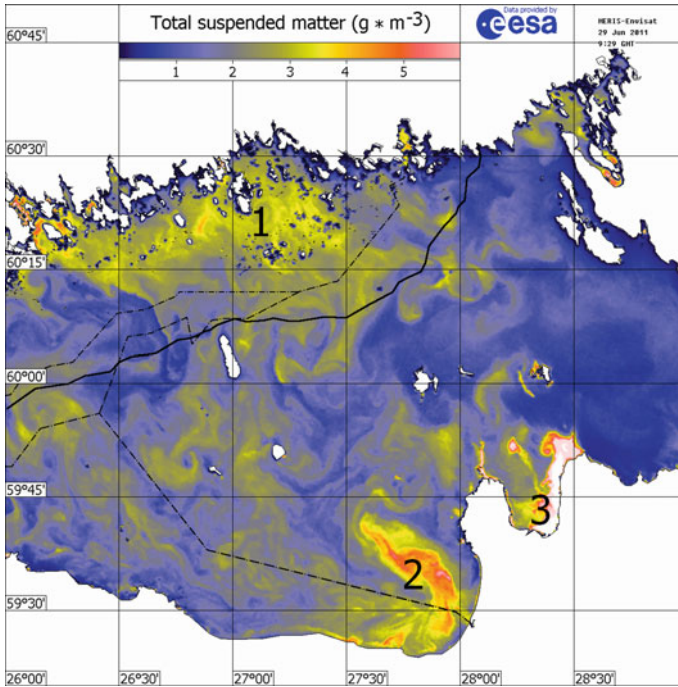 Total suspended matter (g * m⁻³)
1 2 3 4 5
Data provided by
esa
MERIS-Envisat
29 Jun 2011
9:29 GMT
60°45'
60°30'
60°15'
60°00'
59°45'
59°30'
1
2
3
26°00' 26°30' 27°00' 27°30' 28°00' 28°30'